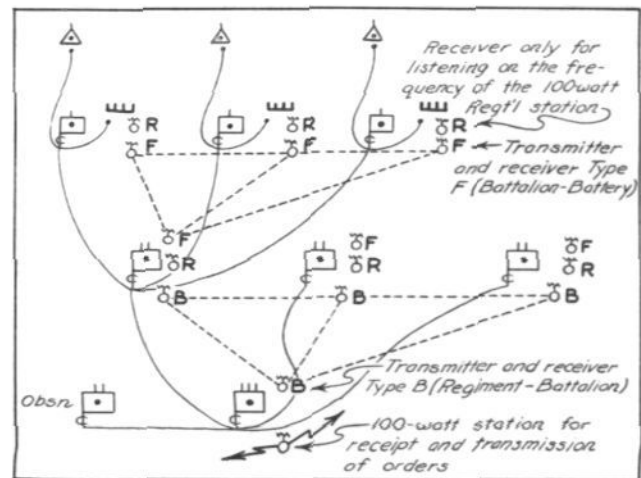 Receiver only for
listening on the fre-
quency of the 100-watt
Regt'l station
R
R
R
F
F
F
Transmitter
and receiver Type
F (Battalion-Battery)
F
R
F
R
F
R
B
B
B
B
Transmitter and receiver
Type B (Regiment-Battalion)
Obsn
100-watt station for
receipt and transmission
of orders